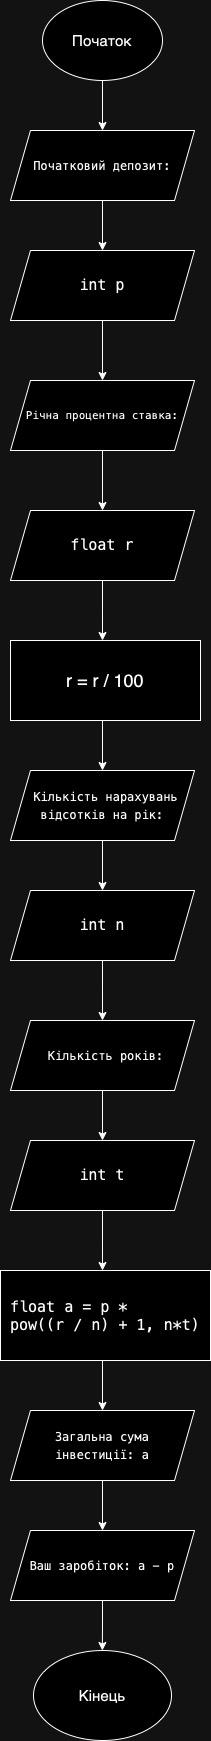 Початок
Початковий депозит:
int p
Річна процентна ставка:
float r
r = r / 100
Кількість нарахувань
відсотків на рік:
int n
Кількість років:
int t
float a = p *
pow((r / n) + 1, n*t)
Загальна сума
інвестиції: a
Ваш заробіток: a – p
Кінець